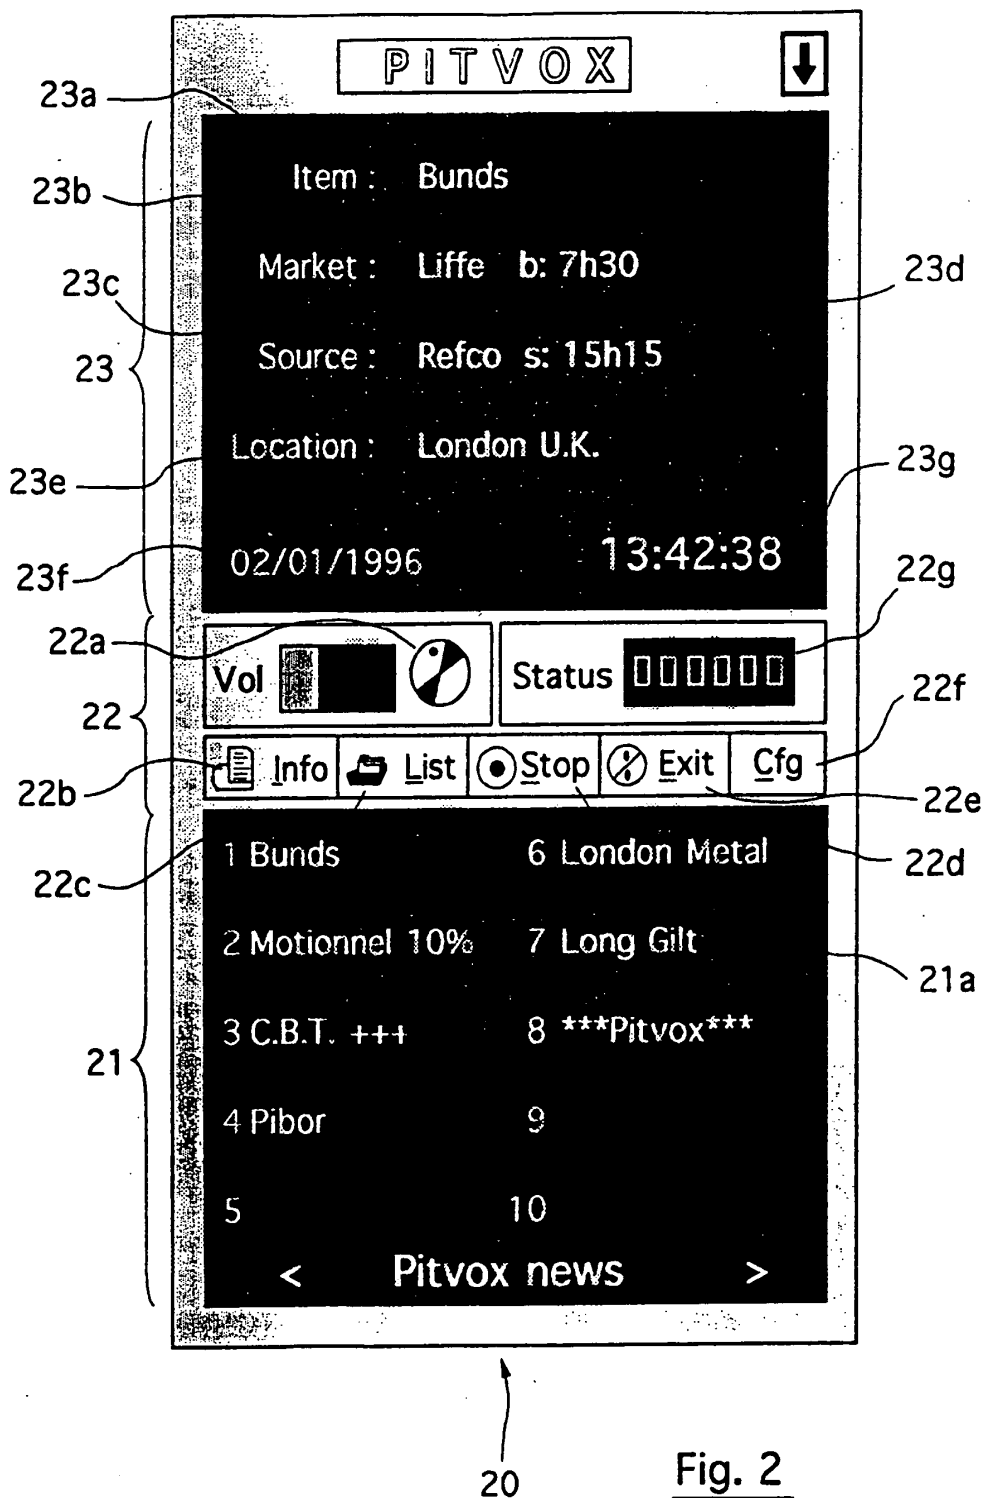 PITVOX
23a
Item : Bunds
23b
Market : Liffe b: 7h30
23c
23d
Source : Refco s: 15h15
23
Location : London U.K.
23e
23g
02/01/1996 13:42:38
23f
22g
22a
Vol
Status 000000
22
22f
Info List Stop Exit Cfg
22b
22e
1 Bunds 6 London Metal
22c
22d
2 Motionnel 10% 7 Long Gilt
21a
3 C.B.T. +++ 8 ***Pitvox***
21
4 Pibor 9
5 10
< Pitvox news >
20
Fig. 2